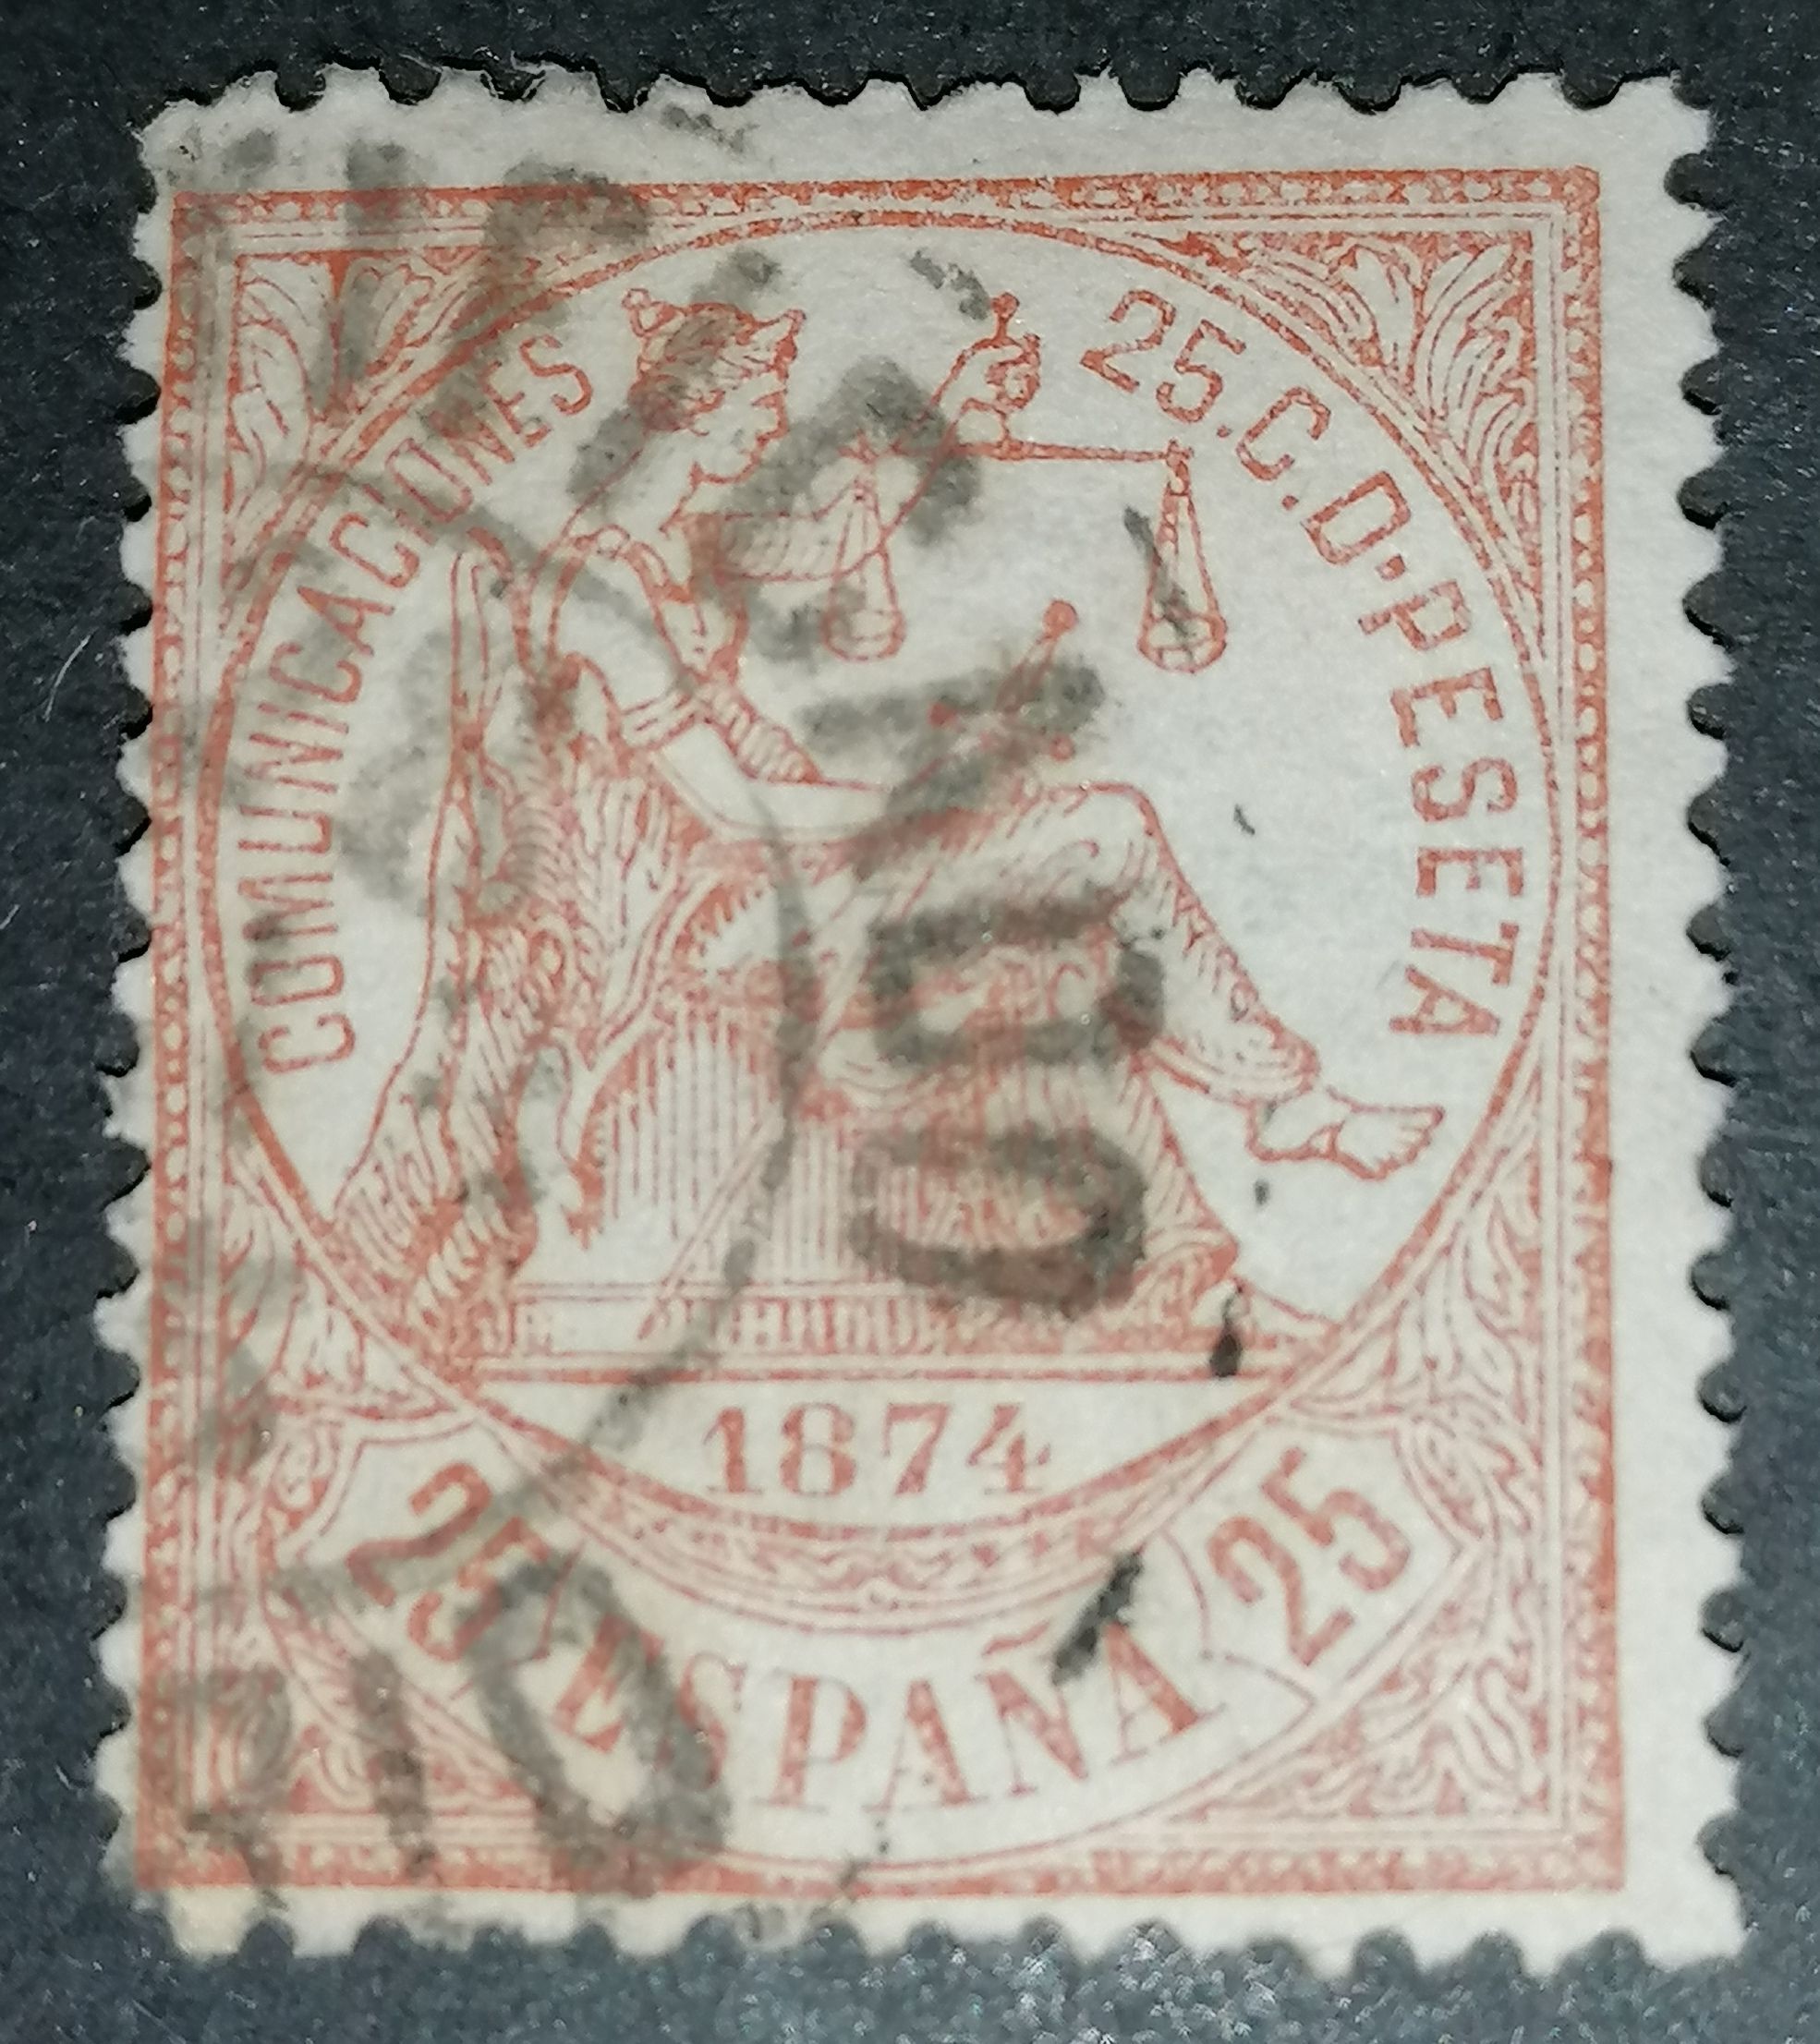 COMUNICACIONES
25.C.D.PESETA
1874
25 ESPAÑA 25